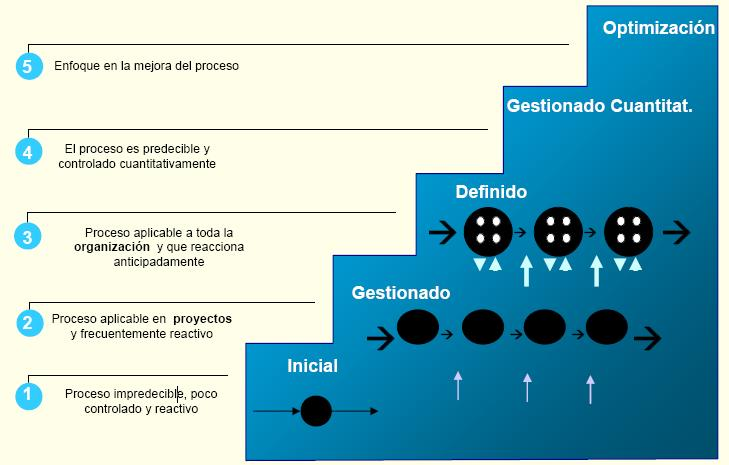 Optimización
5
Enfoque en la mejora del proceso
Gestionado Cuantitat.
4
El proceso es predecible y
controlado cuantitativamente
Definido
3
Proceso aplicable a toda la
organización y que reacciona
anticipadamente
Gestionado
2
Proceso aplicable en proyectos
y frecuentemente reactivo
Inicial
1
Proceso impredecible, poco
controlado y reactivo